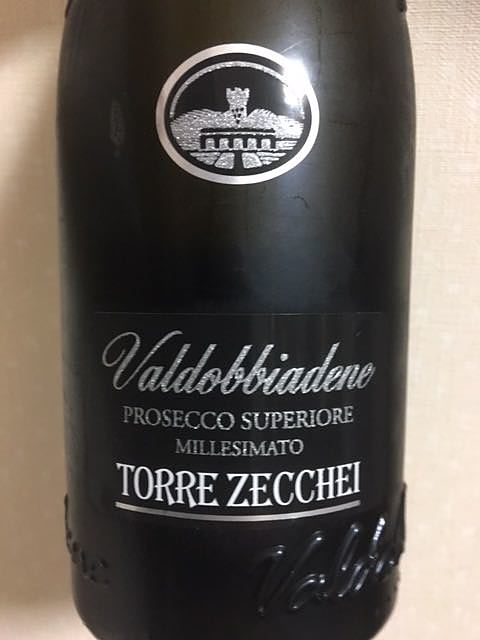 Valdobbiadene
PROSECCO SUPERIORE
MILLESIMATO
TORRE ZECCHEI